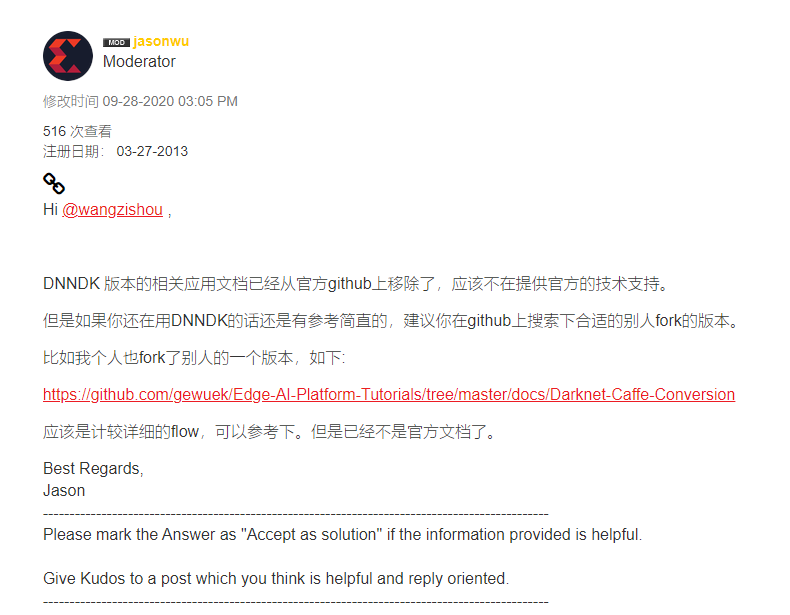 MOD jasonwu
Moderator
修改时间 09-28-2020 03:05 PM
516 次查看
注册日期： 03-27-2013
Hi @wangzishou ,
DNNDK 版本的相关应用文档已经从官方github上移除了，应该不在提供官方的技术支持。
但是如果你还在用DNNDK的话还是有参考简直的，建议你在github上搜索下合适的别人fork的版本。
比如我个人也fork了别人的一个版本，如下:
https://github.com/gewuek/Edge-AI-Platform-Tutorials/tree/master/docs/Darknet-Caffe-Conversion
应该是计较详细的flow，可以参考下。但是已经不是官方文档了。
Best Regards,
Jason
-------------------------------------------------------------------------------------------
Please mark the Answer as "Accept as solution" if the information provided is helpful.
Give Kudos to a post which you think is helpful and reply oriented.
-------------------------------------------------------------------------------------------